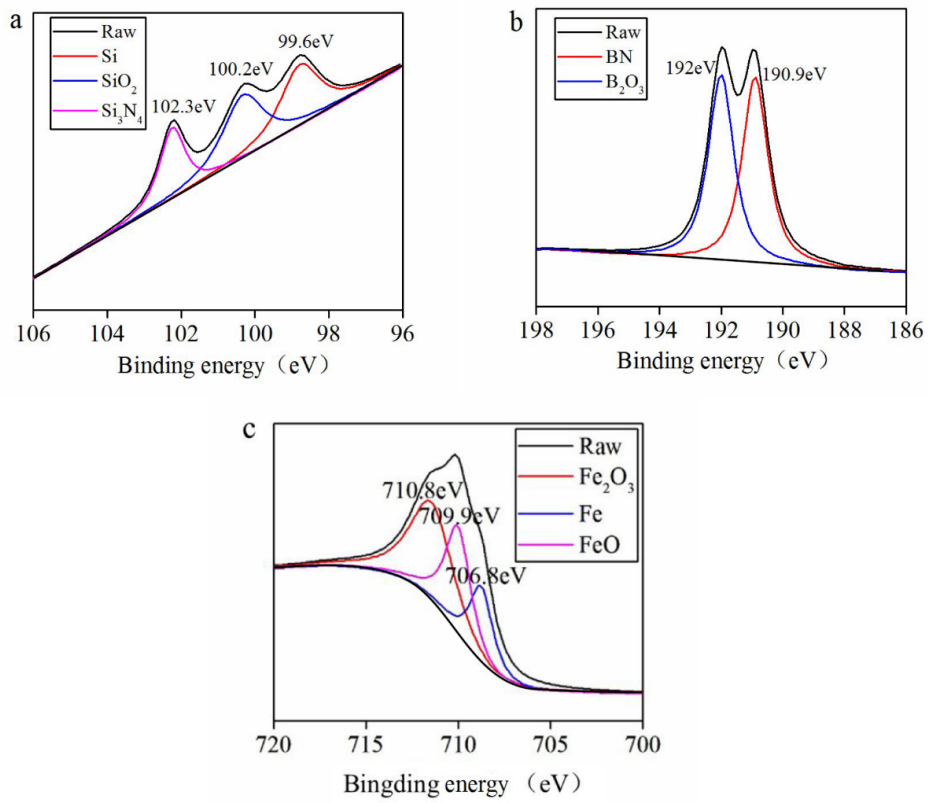 a
Raw
Si
SiO₂
Si₃N₄
102.3eV
100.2eV
99.6eV
106 104 102 100 98 96
Binding energy（eV）
b
Raw
BN
B₂O₃
192eV
190.9eV
198 196 194 192 190 188 186
Binding energy（eV）
c
Raw
Fe₂O₃
Fe
FeO
710.8eV
709.9eV
706.8eV
720 715 710 705 700
Bingding energy （eV）